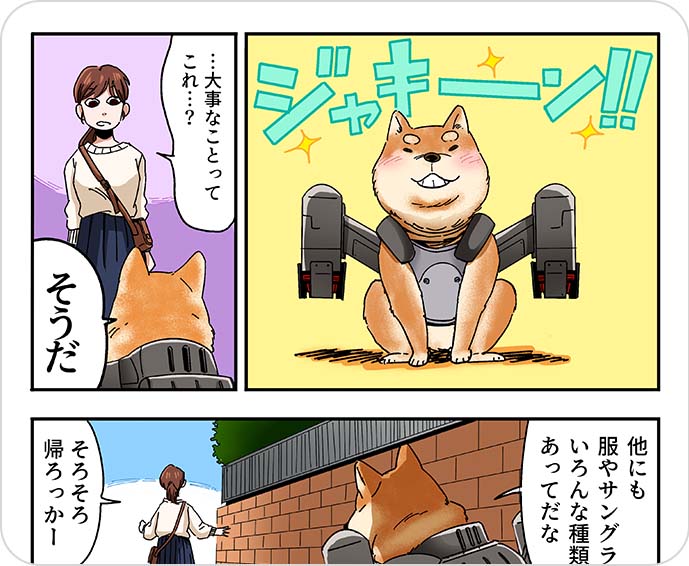 ジャキーン!!
…大事なことって
これ…?
そうだ
他にも
服やサングラ
いろんな種類
あってだな
そろそろ
帰ろっかー